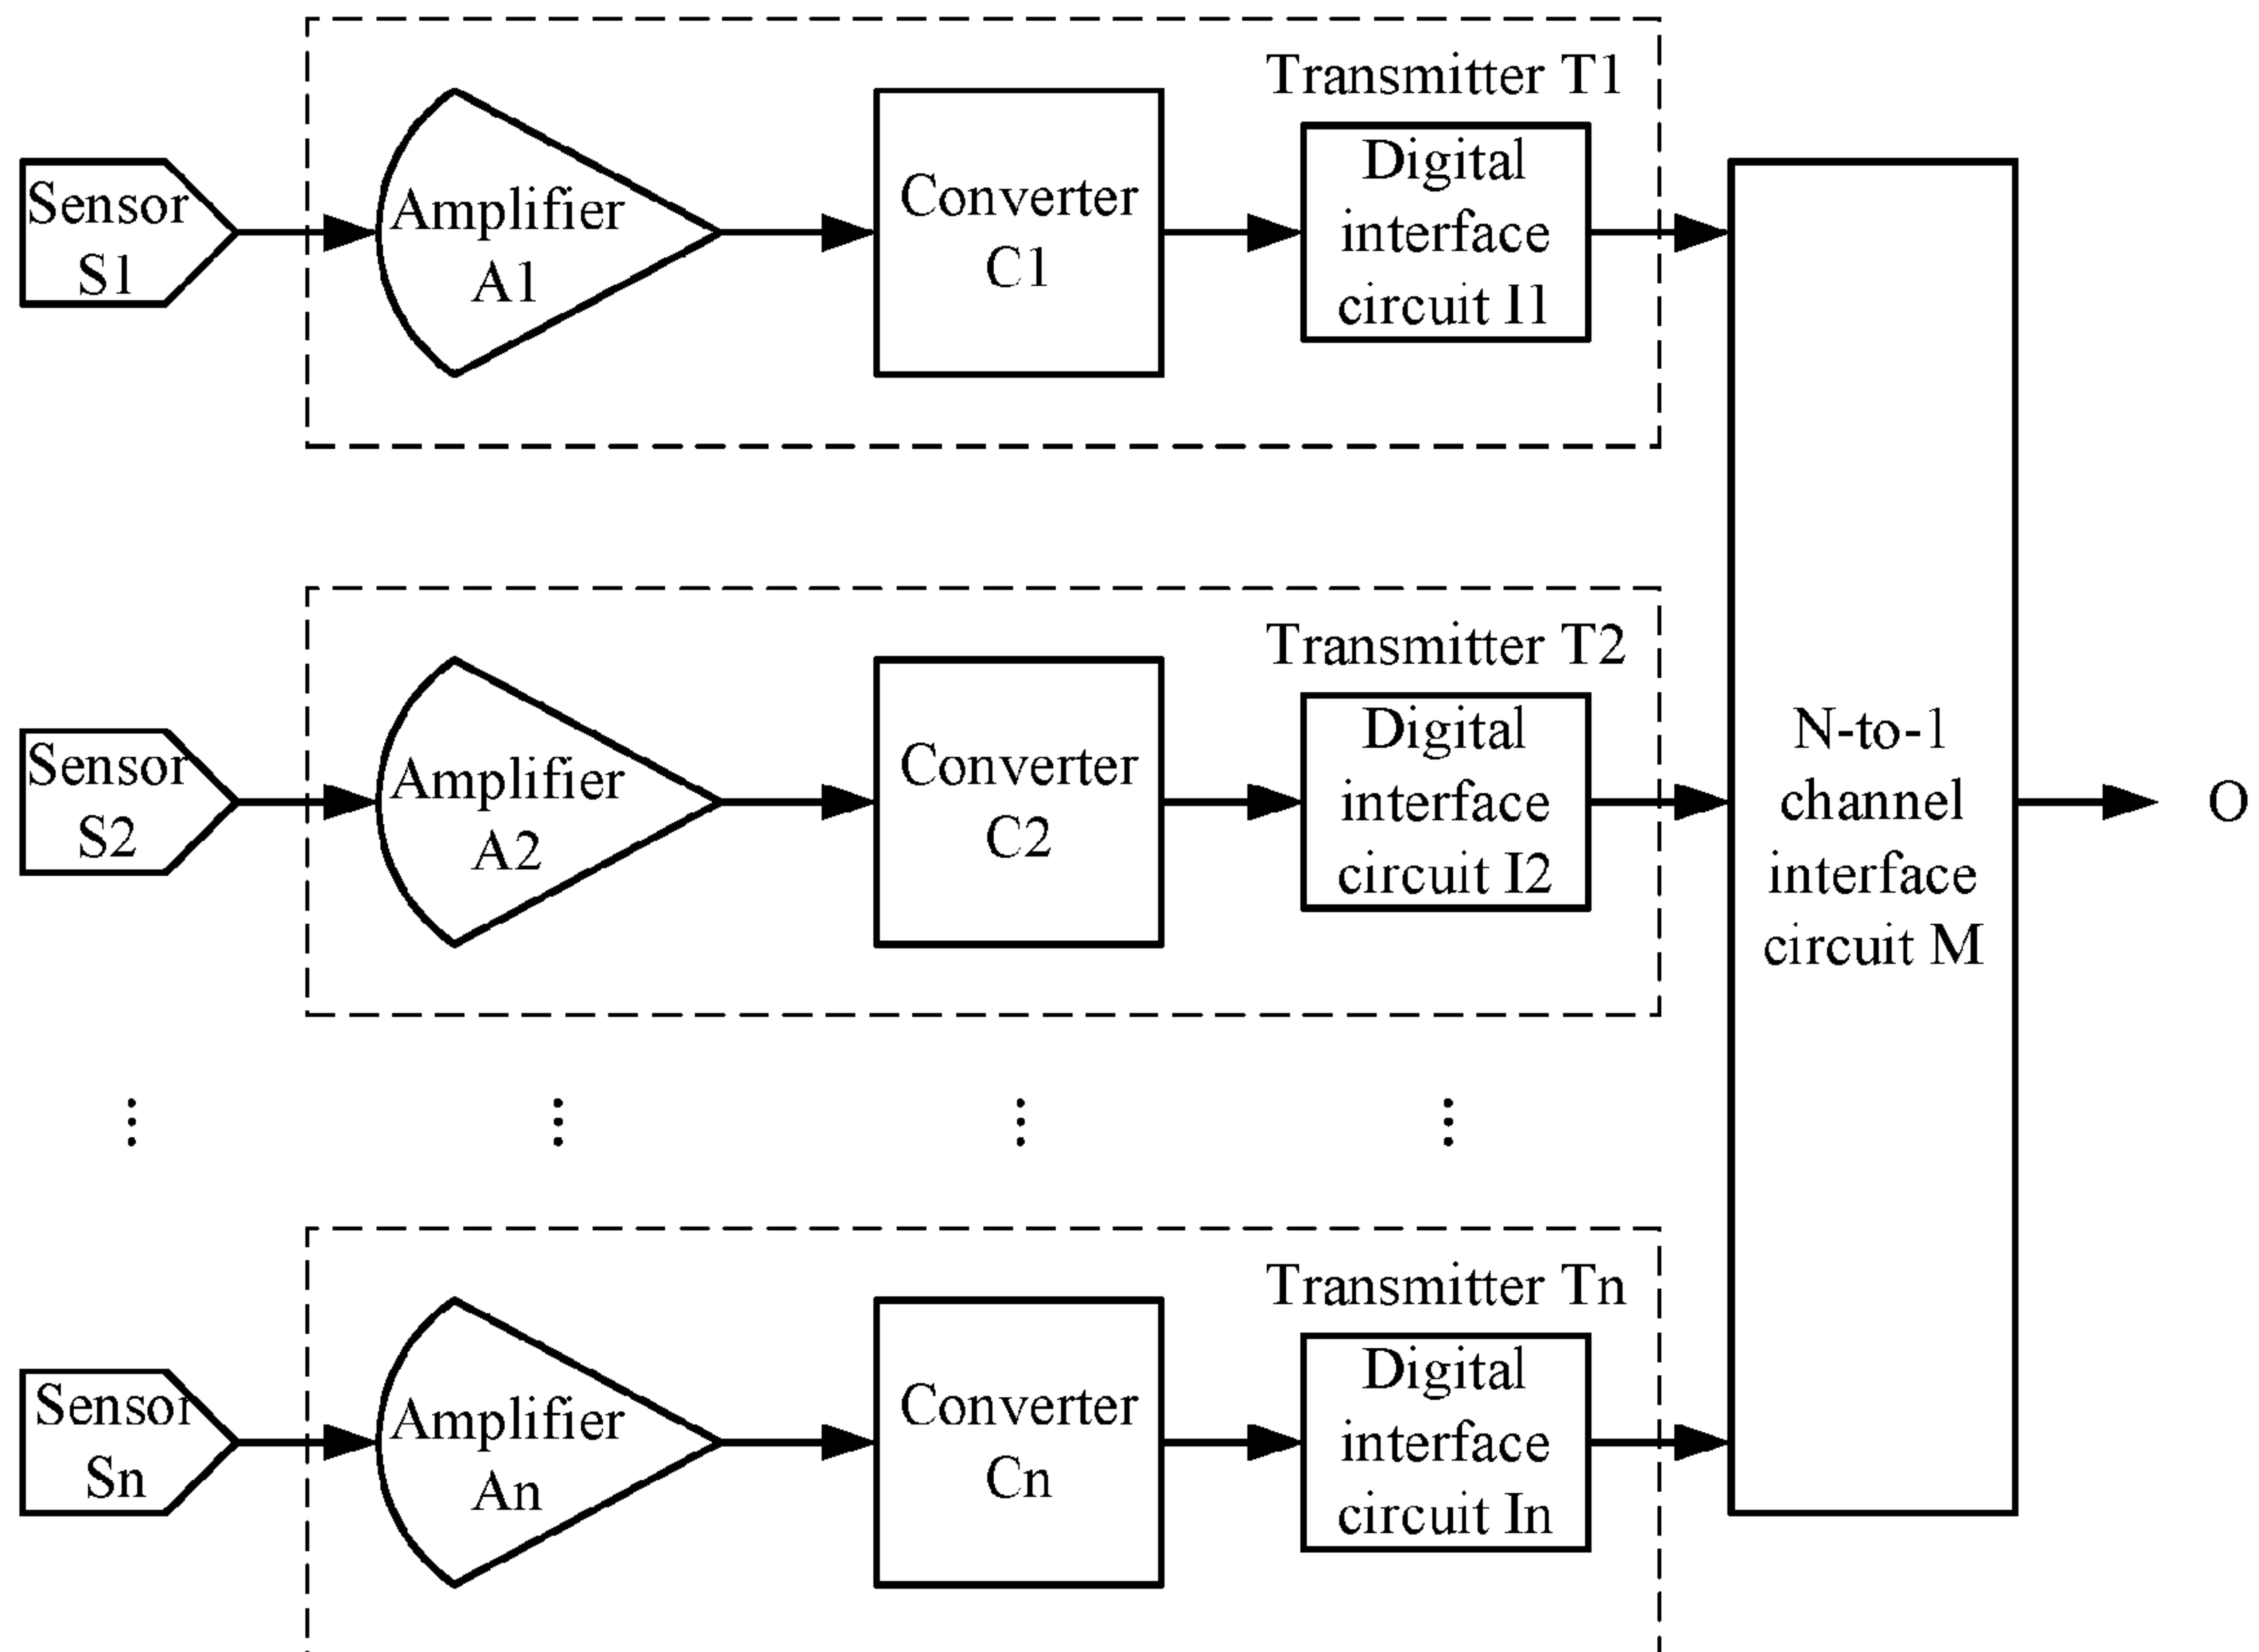 Transmitter T1
Sensor
S1
Amplifier
A1
Converter
C1
Digital
interface
circuit I1
Transmitter T2
Sensor
S2
Amplifier
A2
Converter
C2
Digital
interface
circuit I2
N-to-1
channel
interface
circuit M
O
Transmitter Tn
Sensor
Sn
Amplifier
An
Converter
Cn
Digital
interface
circuit In